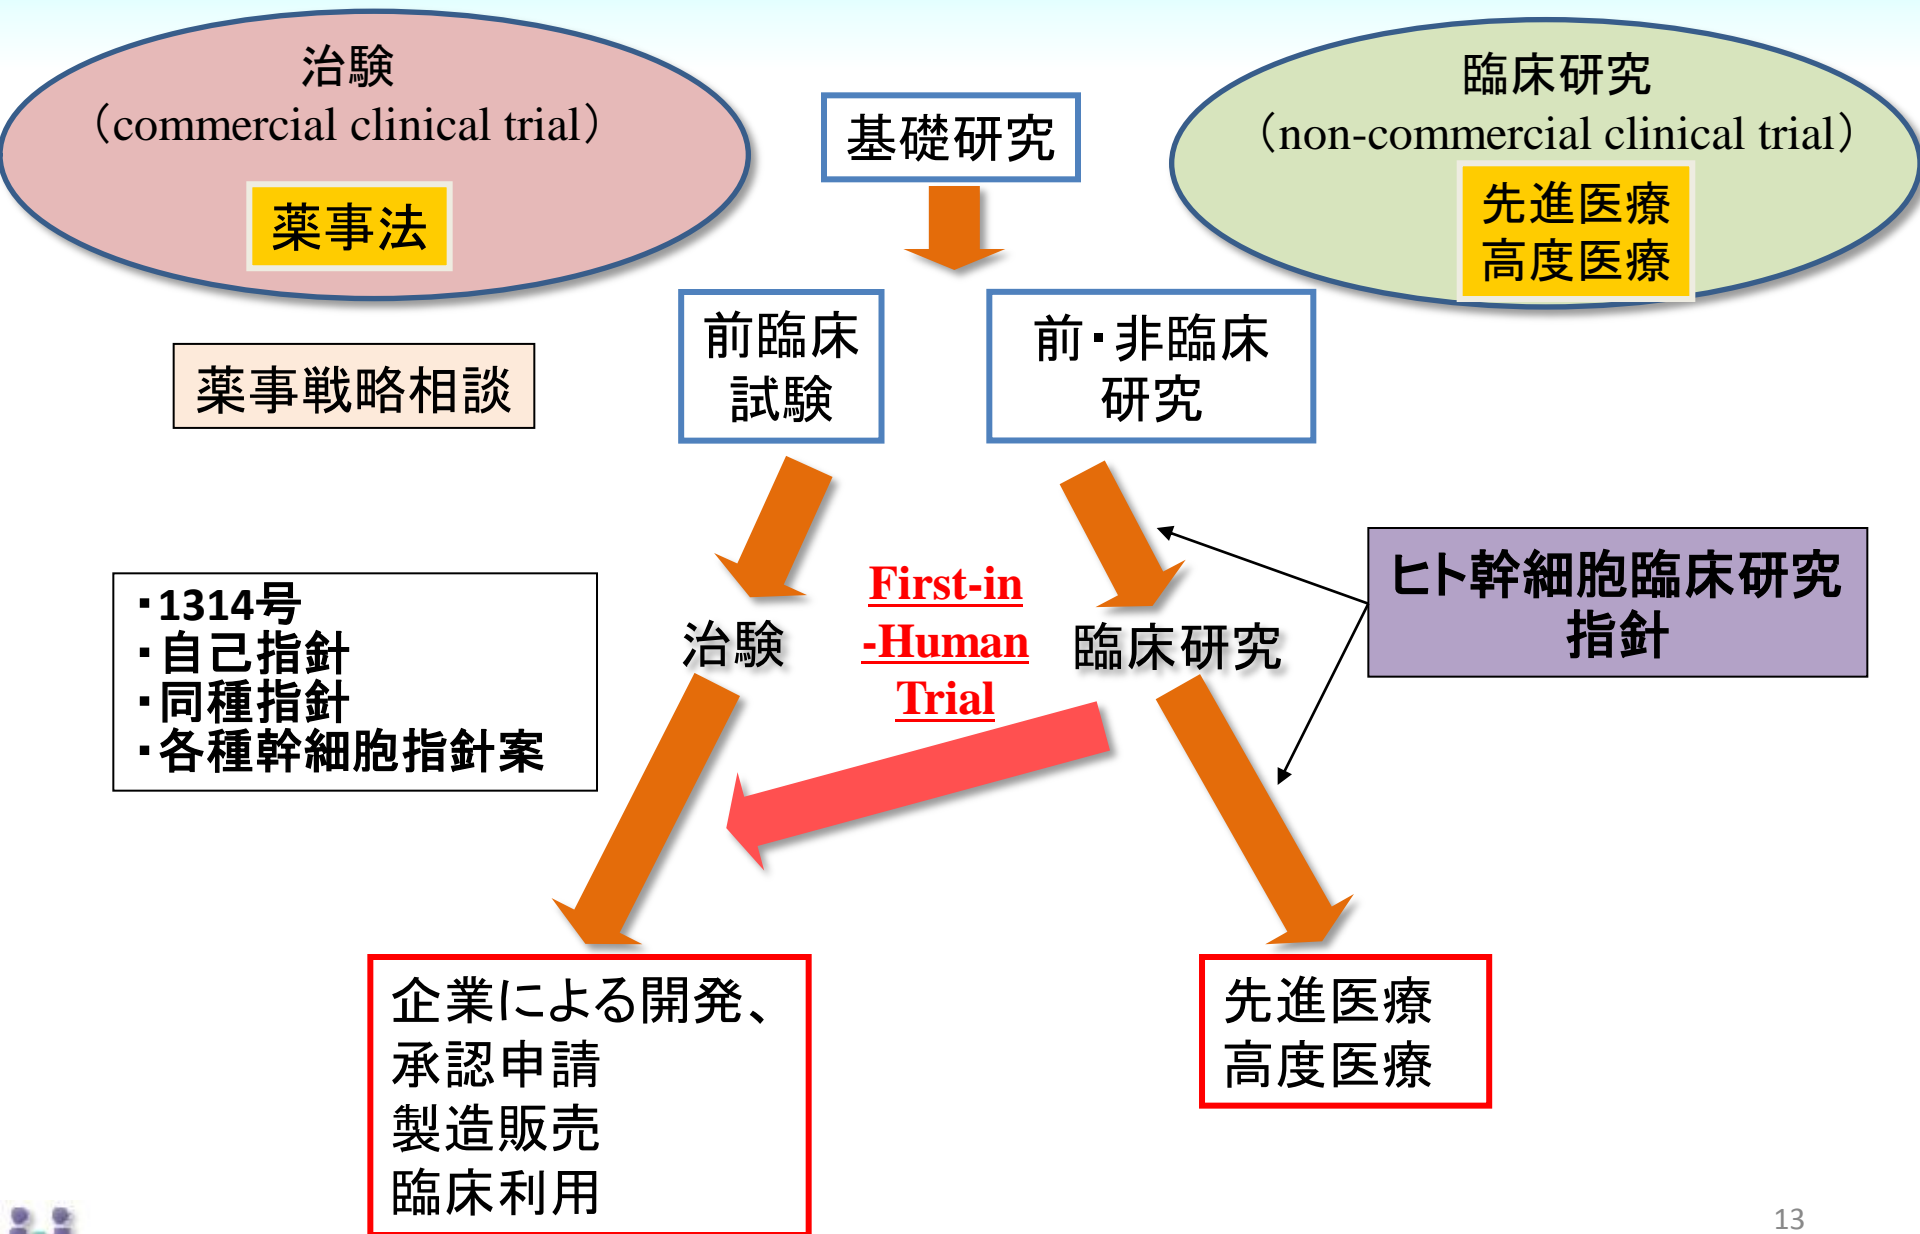 治験
（commercial clinical trial）
薬事法
基礎研究
臨床研究
（non-commercial clinical trial）
先進医療
高度医療
薬事戦略相談
前臨床
試験
前・非臨床
研究
・1314号
・自己指針
・同種指針
・各種幹細胞指針案
治験
First-in
-Human
Trial
臨床研究
ヒト幹細胞臨床研究
指針
企業による開発、
承認申請
製造販売
臨床利用
先進医療
高度医療
13